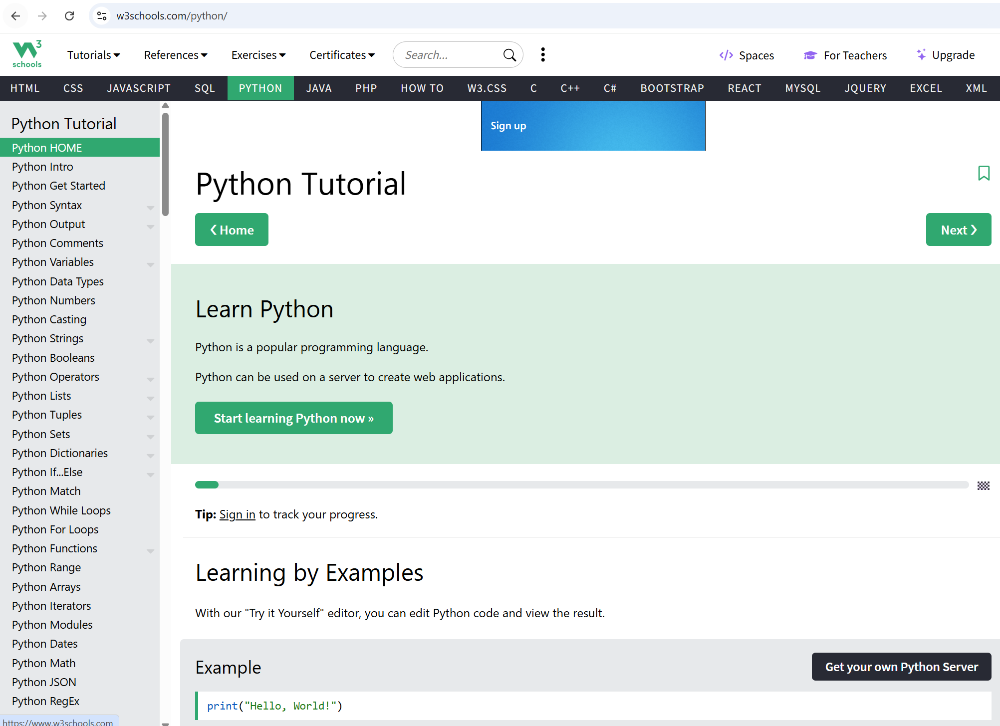 w3schools.com/python/
W3
schools
Tutorials
References
Exercises
Certificates
Search...
Spaces
For Teachers
Upgrade
HTML
CSS
JAVASCRIPT
SQL
PYTHON
JAVA
PHP
HOW TO
W3.CSS
C
C++
C#
BOOTSTRAP
REACT
MYSQL
JQUERY
EXCEL
XML
Python Tutorial
Python HOME
Python Intro
Python Get Started
Python Syntax
Python Output
Python Comments
Python Variables
Python Data Types
Python Numbers
Python Casting
Python Strings
Python Booleans
Python Operators
Python Lists
Python Tuples
Python Sets
Python Dictionaries
Python If...Else
Python Match
Python While Loops
Python For Loops
Python Functions
Python Range
Python Arrays
Python Iterators
Python Modules
Python Dates
Python Math
Python JSON
Python RegEx
https://www.w3schools.com
Sign up
Python Tutorial
❮ Home
Next ❯
Learn Python
Python is a popular programming language.
Python can be used on a server to create web applications.
Start learning Python now »
Tip: Sign in to track your progress.
Learning by Examples
With our "Try it Yourself" editor, you can edit Python code and view the result.
Example
Get your own Python Server
print("Hello, World!")